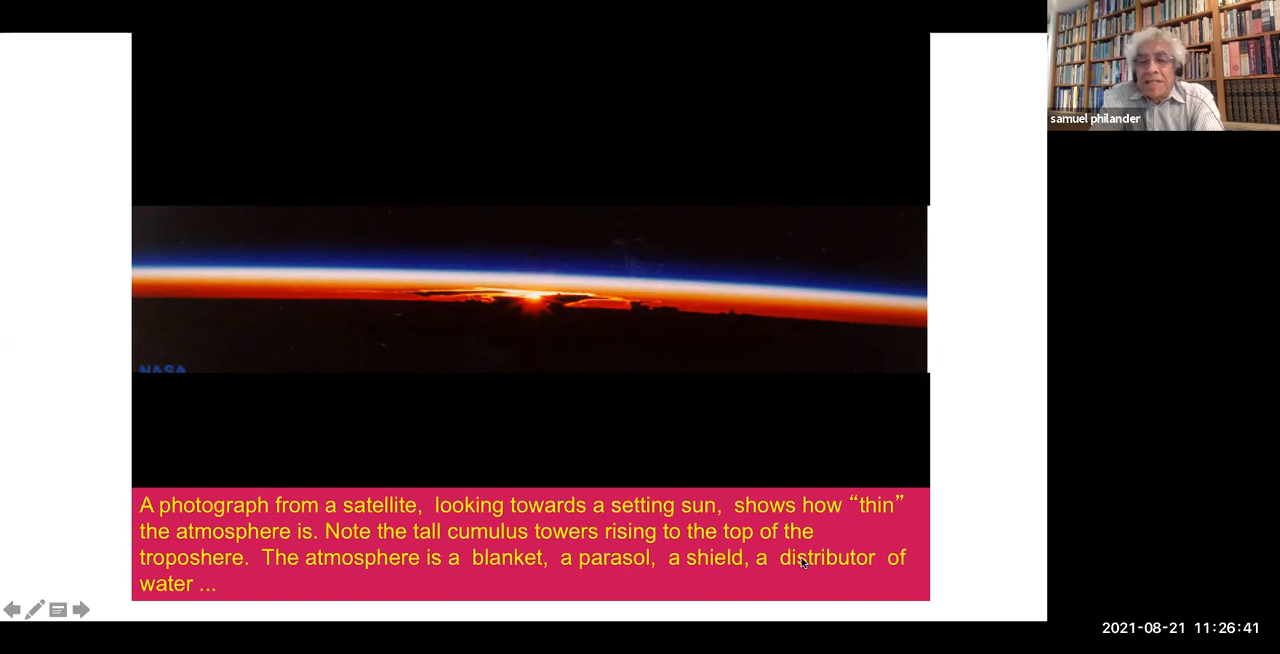 samuel philander
NASA
A photograph from a satellite,  looking towards a setting sun,  shows how “thin”
the atmosphere is. Note the tall cumulus towers rising to the top of the
troposhere.  The atmosphere is a  blanket,  a parasol,  a shield, a  distributor  of
water ...
2021-08-21 11:26:41